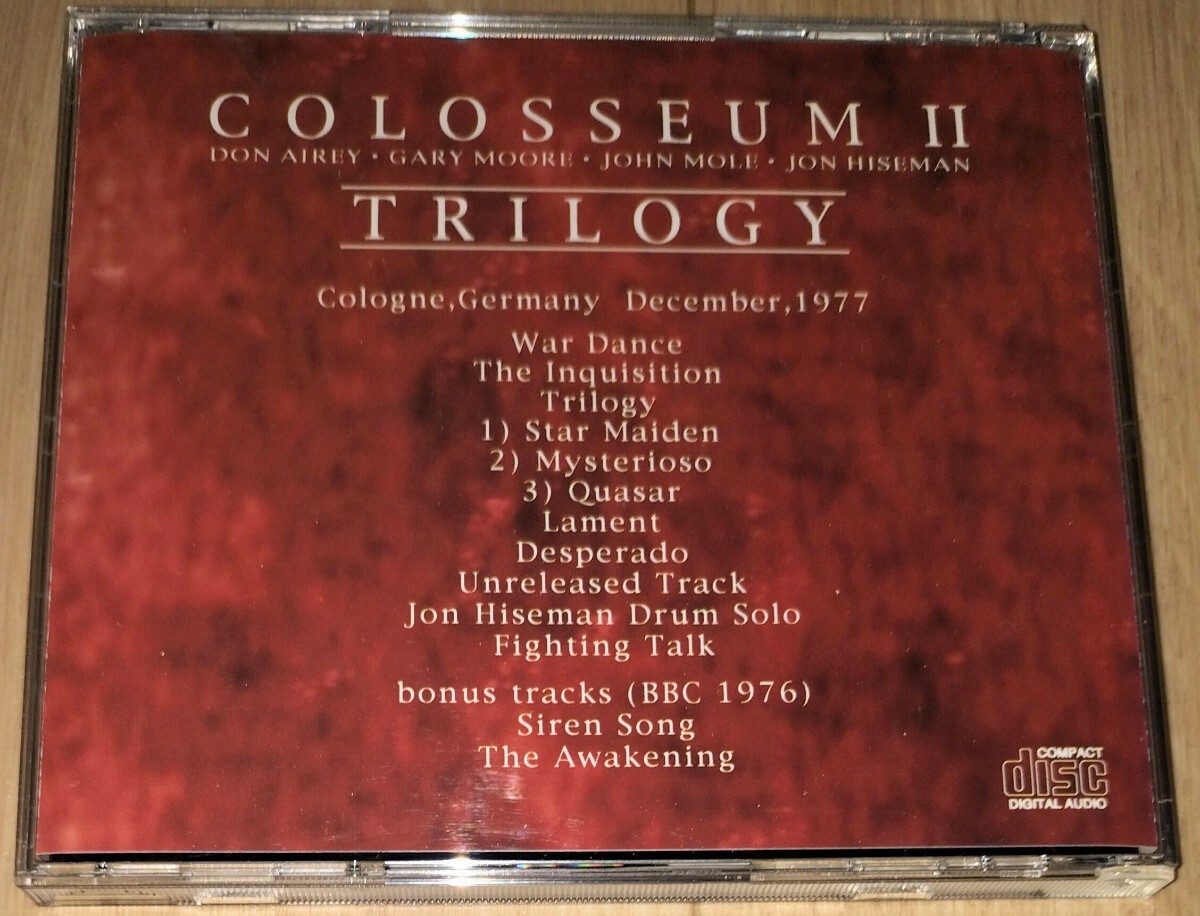 COLOSSEUM II
DON AIREY • GARY MOORE • JOHN MOLE • JON HISEMAN
TRILOGY
Cologne,Germany December,1977
War Dance
The Inquisition
Trilogy
1) Star Maiden
2) Mysterioso
3) Quasar
Lament
Desperado
Unreleased Track
Jon Hiseman Drum Solo
Fighting Talk
bonus tracks (BBC 1976)
Siren Song
The Awakening
COMPACT
disc
DIGITAL AUDIO